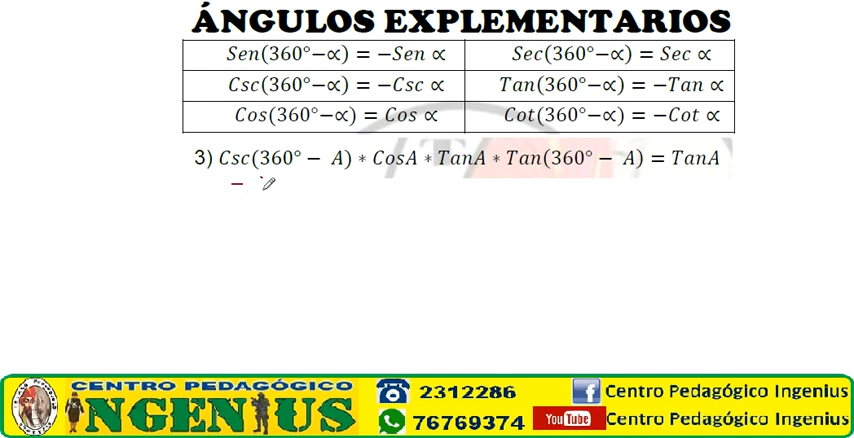 ÁNGULOS EXPLEMENTARIOS
Sen(360°−∝) = −Sen ∝ Sec(360°−∝) = Sec ∝
Csc(360°−∝) = −Csc ∝ Tan(360°−∝) = −Tan ∝
Cos(360°−∝) = Cos ∝ Cot(360°−∝) = −Cot ∝
3) Csc(360° − A) ∗ CosA ∗ TanA ∗ Tan(360° − A) = TanA
−
CENTRO PEDAGÓGICO
INGENIUS
2312286
76769374
Centro Pedagógico Ingenius
YouTube Centro Pedagógico Ingenius